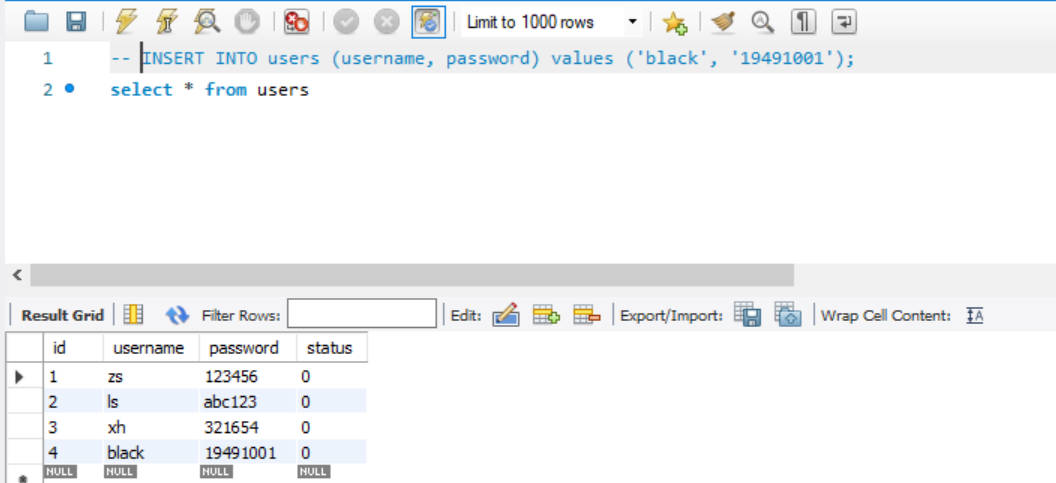 Limit to 1000 rows
1 -- INSERT INTO users (username, password) values ('black', '19491001');
2 select * from users
Result Grid Filter Rows: Edit: Export/Import: Wrap Cell Content: IA
id username password status
1 zs 123456 0
2 ls abc123 0
3 xh 321654 0
4 black 19491001 0
NULL NULL NULL NULL